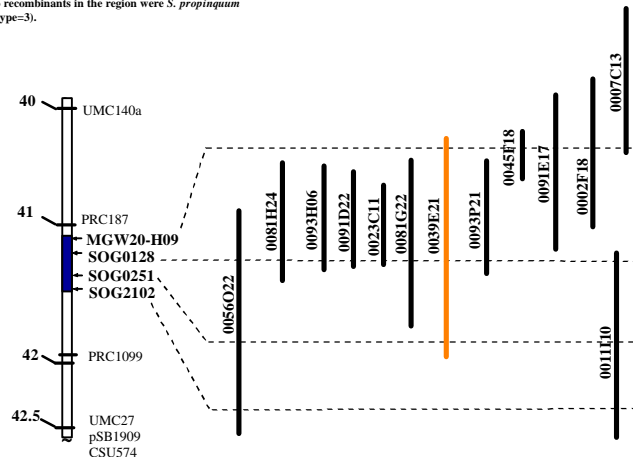 recombinants in the region were S. propinquum
ype=3).
40
UMC140a
41
PRC187
MGW20-H09
SOG0128
SOG0251
SOG2102
42
PRC1099
42.5
UMC27
pSB1909
CSU574
0056O22
0081H24
0093H06
0091D22
0023C11
0081G22
0039E21
0093P21
0045F18
0091E17
0002F18
0007C13
0011I10